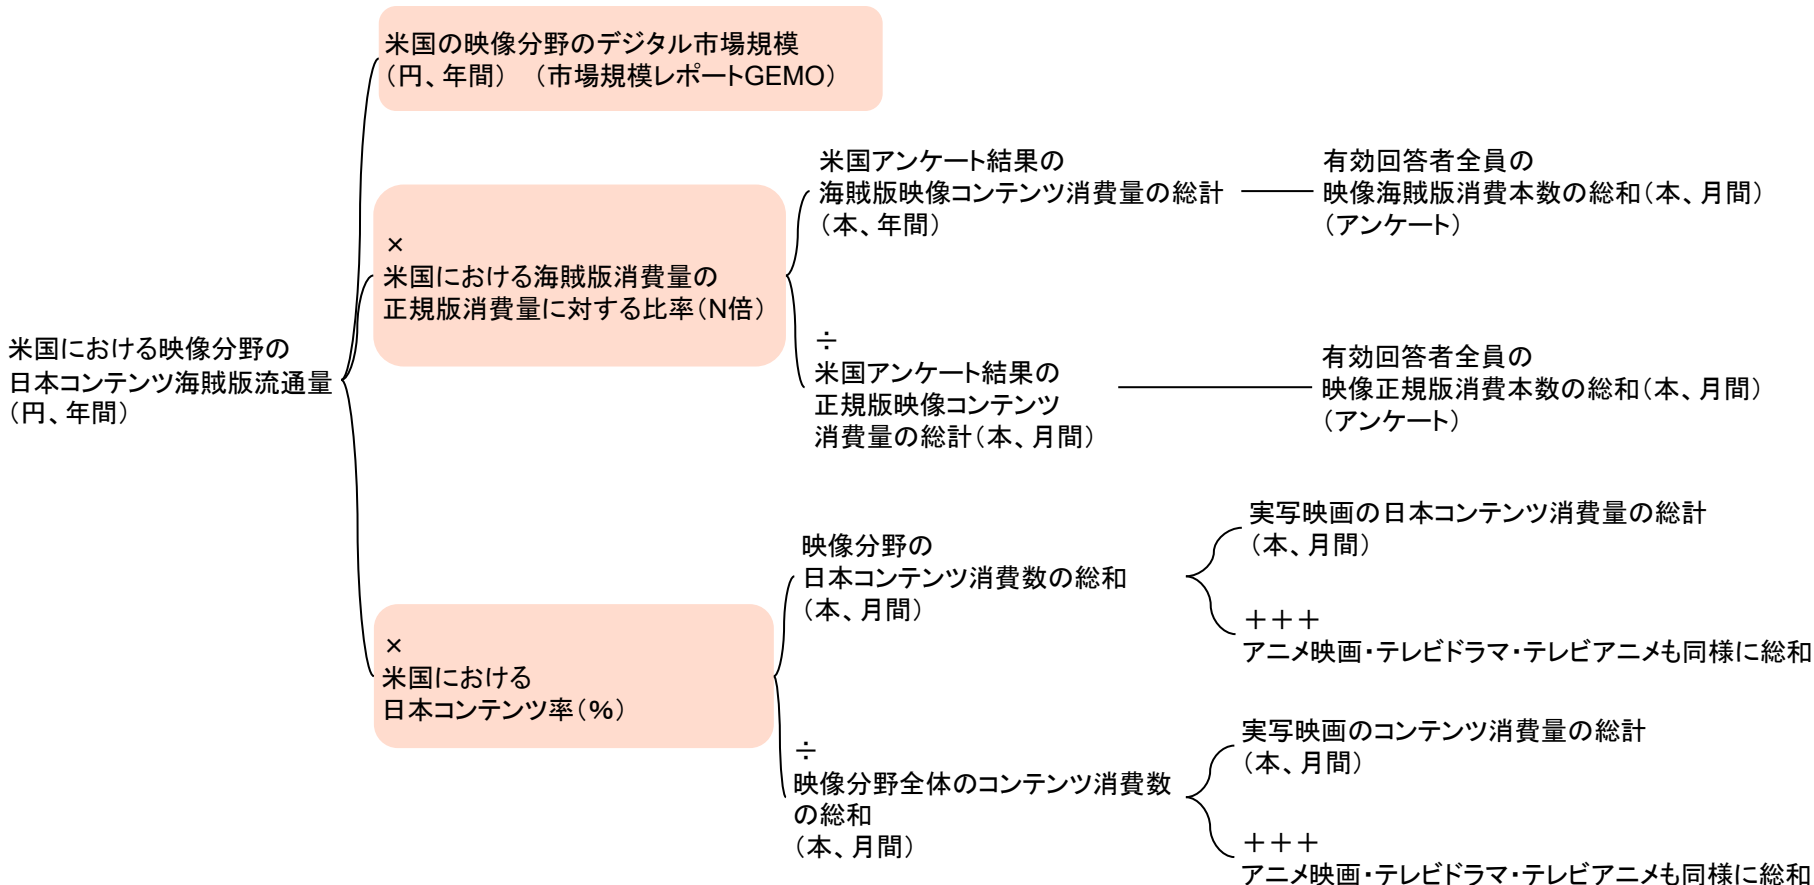 米国の映像分野のデジタル市場規模
（円、年間）　（市場規模レポートGEMO）
米国アンケート結果の
海賊版映像コンテンツ消費量の総計
（本、年間）
有効回答者全員の
映像海賊版消費本数の総和（本、月間）
（アンケート）
×
米国における海賊版消費量の
正規版消費量に対する比率（N倍）
÷
米国アンケート結果の
正規版映像コンテンツ
消費量の総計（本、月間）
有効回答者全員の
映像正規版消費本数の総和（本、月間）
（アンケート）
米国における映像分野の
日本コンテンツ海賊版流通量
（円、年間）
×
米国における
日本コンテンツ率（％）
映像分野の
日本コンテンツ消費数の総和
（本、月間）
実写映画の日本コンテンツ消費量の総計
（本、月間）
＋＋＋
アニメ映画・テレビドラマ・テレビアニメも同様に総和
÷
映像分野全体のコンテンツ消費数
の総和
（本、月間）
実写映画のコンテンツ消費量の総計
（本、月間）
＋＋＋
アニメ映画・テレビドラマ・テレビアニメも同様に総和